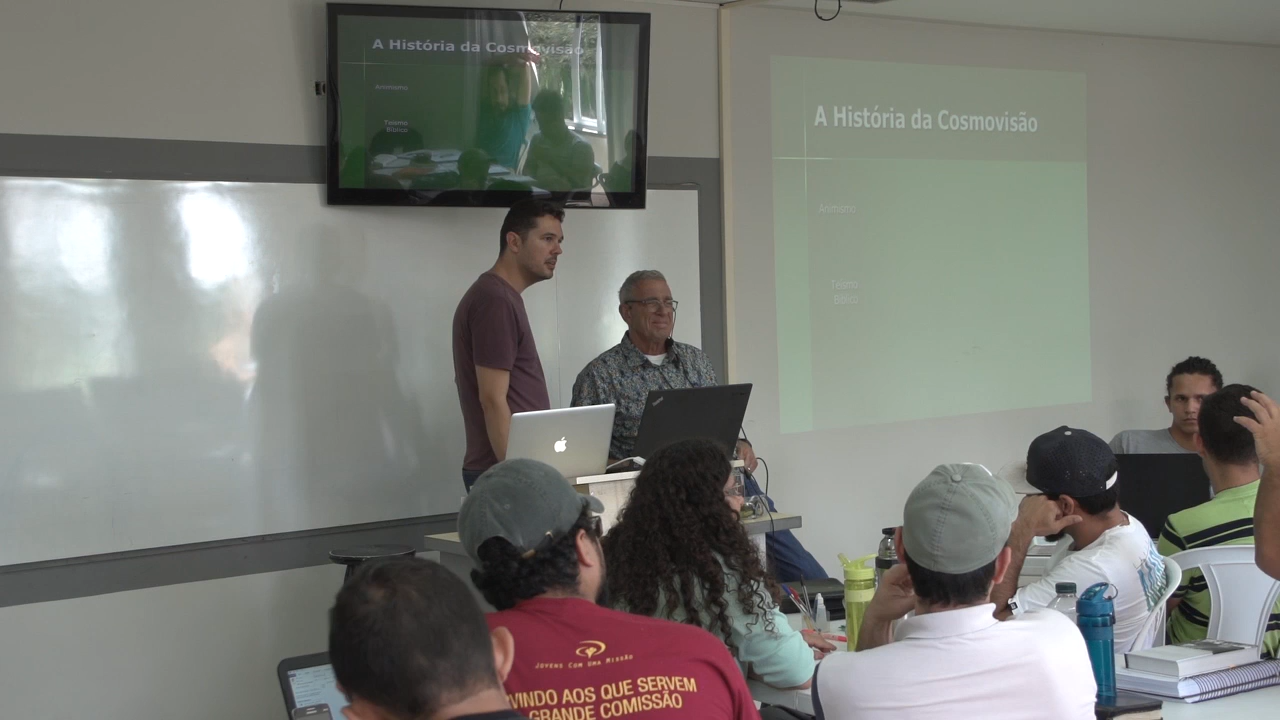 A História da Cosmovisão
Animismo
Teísmo
Bíblico
A História da Cosmovisão
Animismo
Teísmo
Bíblico
ThinkPad
JOVENS COM UMA MISSÃO
VINDO AOS QUE SERVEM
GRANDE COMISSÃO